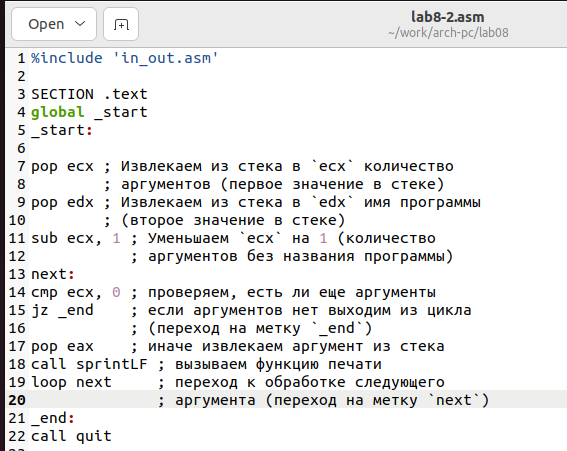 Open
lab8-2.asm
~/work/arch-pc/lab08
1 %include 'in_out.asm'
2
3 SECTION .text
4 global _start
5 _start:
6
7 pop ecx ; Извлекаем из стека в `ecx` количество
8         ; аргументов (первое значение в стеке)
9 pop edx ; Извлекаем из стека в `edx` имя программы
10         ; (второе значение в стеке)
11 sub ecx, 1 ; Уменьшаем `ecx` на 1 (количество
12            ; аргументов без названия программы)
13 next:
14 cmp ecx, 0 ; проверяем, есть ли еще аргументы
15 jz _end    ; если аргументов нет выходим из цикла
16            ; (переход на метку `_end`)
17 pop eax    ; иначе извлекаем аргумент из стека
18 call sprintLF ; вызываем функцию печати
19 loop next     ; переход к обработке следующего
20               ; аргумента (переход на метку `next`)
21 _end:
22 call quit